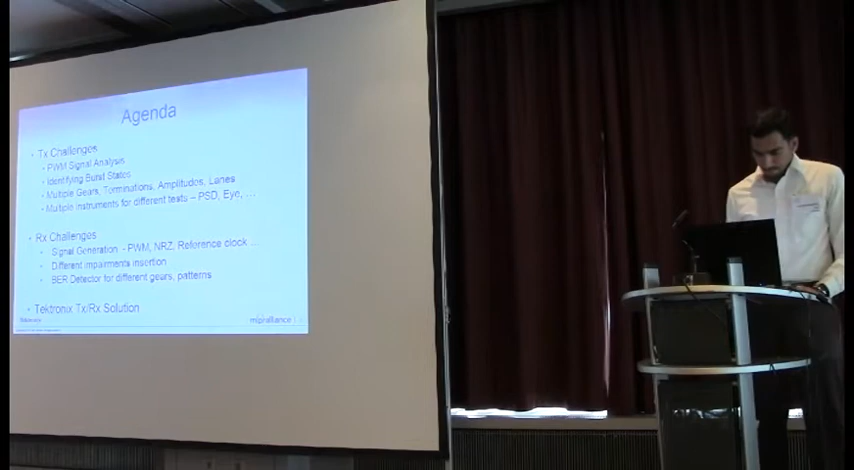 Agenda
• Tx Challenges
• PWM Signal Analysis
• Identifying Burst States
• Multiple Gears, Terminations, Amplitudes, Lanes
• Multiple instruments for different tests – PSD, Eye, … .
• Rx Challenges
• Signal Generation - PWM, NRZ, Reference clock …
• Different impairments insertion
• BER Detector for different gears, patterns
• Tektronix Tx/Rx Solution
mipi alliance